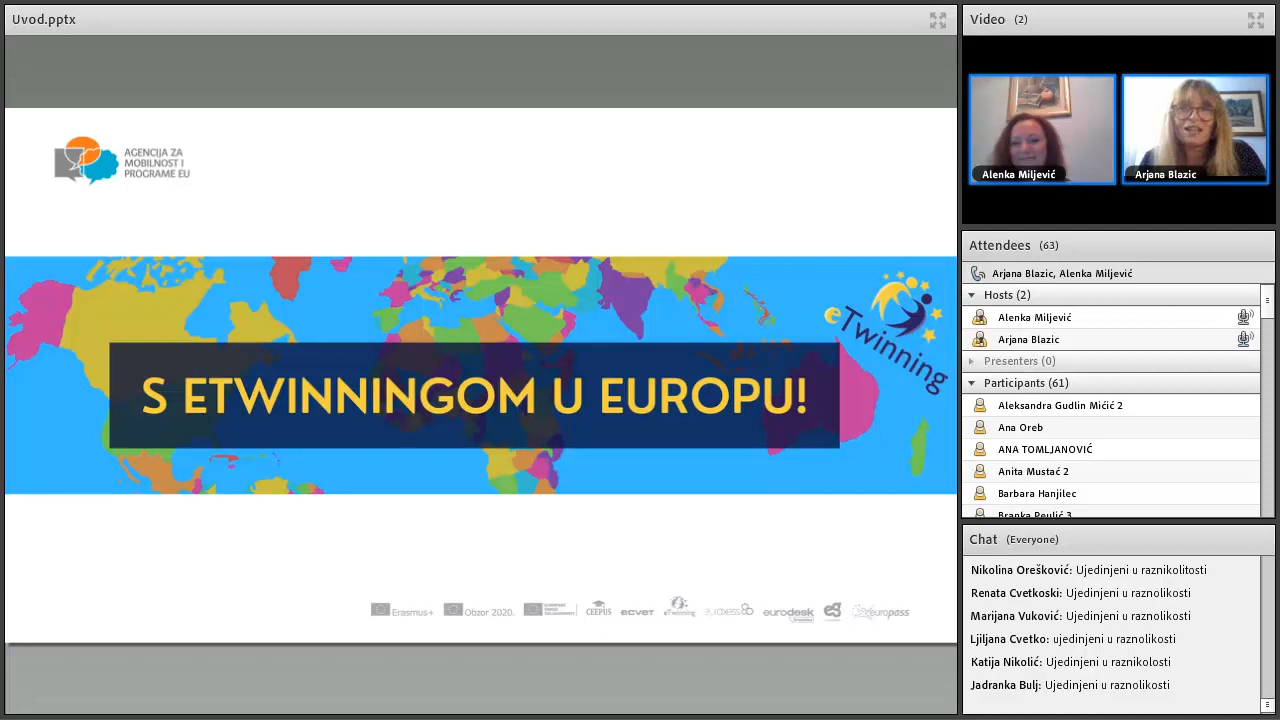 Uvod.pptx
AGENCIJA ZA
MOBILNOST I
PROGRAME EU
eTwinning
S ETWINNINGOM U EUROPU!
Erasmus+
Obzor 2020.
CEEPUS
ECVET
eTwinning
euraxess
eurodesk
europass
Video (2)
Alenka Miljević
Arjana Blazic
Attendees (63)
Arjana Blazic, Alenka Miljević
Hosts (2)
Alenka Miljević
Arjana Blazic
Presenters (0)
Participants (61)
Aleksandra Gudlin Mićić 2
Ana Oreb
ANA TOMLJANOVIĆ
Anita Mustać 2
Barbara Hanjilec
Branka Peulić 3
Chat (Everyone)
Nikolina Orešković: Ujedinjeni u raznikolitosti
Renata Cvetkoski: Ujedinjeni u raznolikosti
Marijana Vuković: Ujedinjeni u raznolikosti
Ljiljana Cvetko: ujedinjeni u raznolikosti
Katija Nikolić: Ujedinjeni u raznikolosti
Jadranka Bulj: Ujedinjeni u raznolikosti